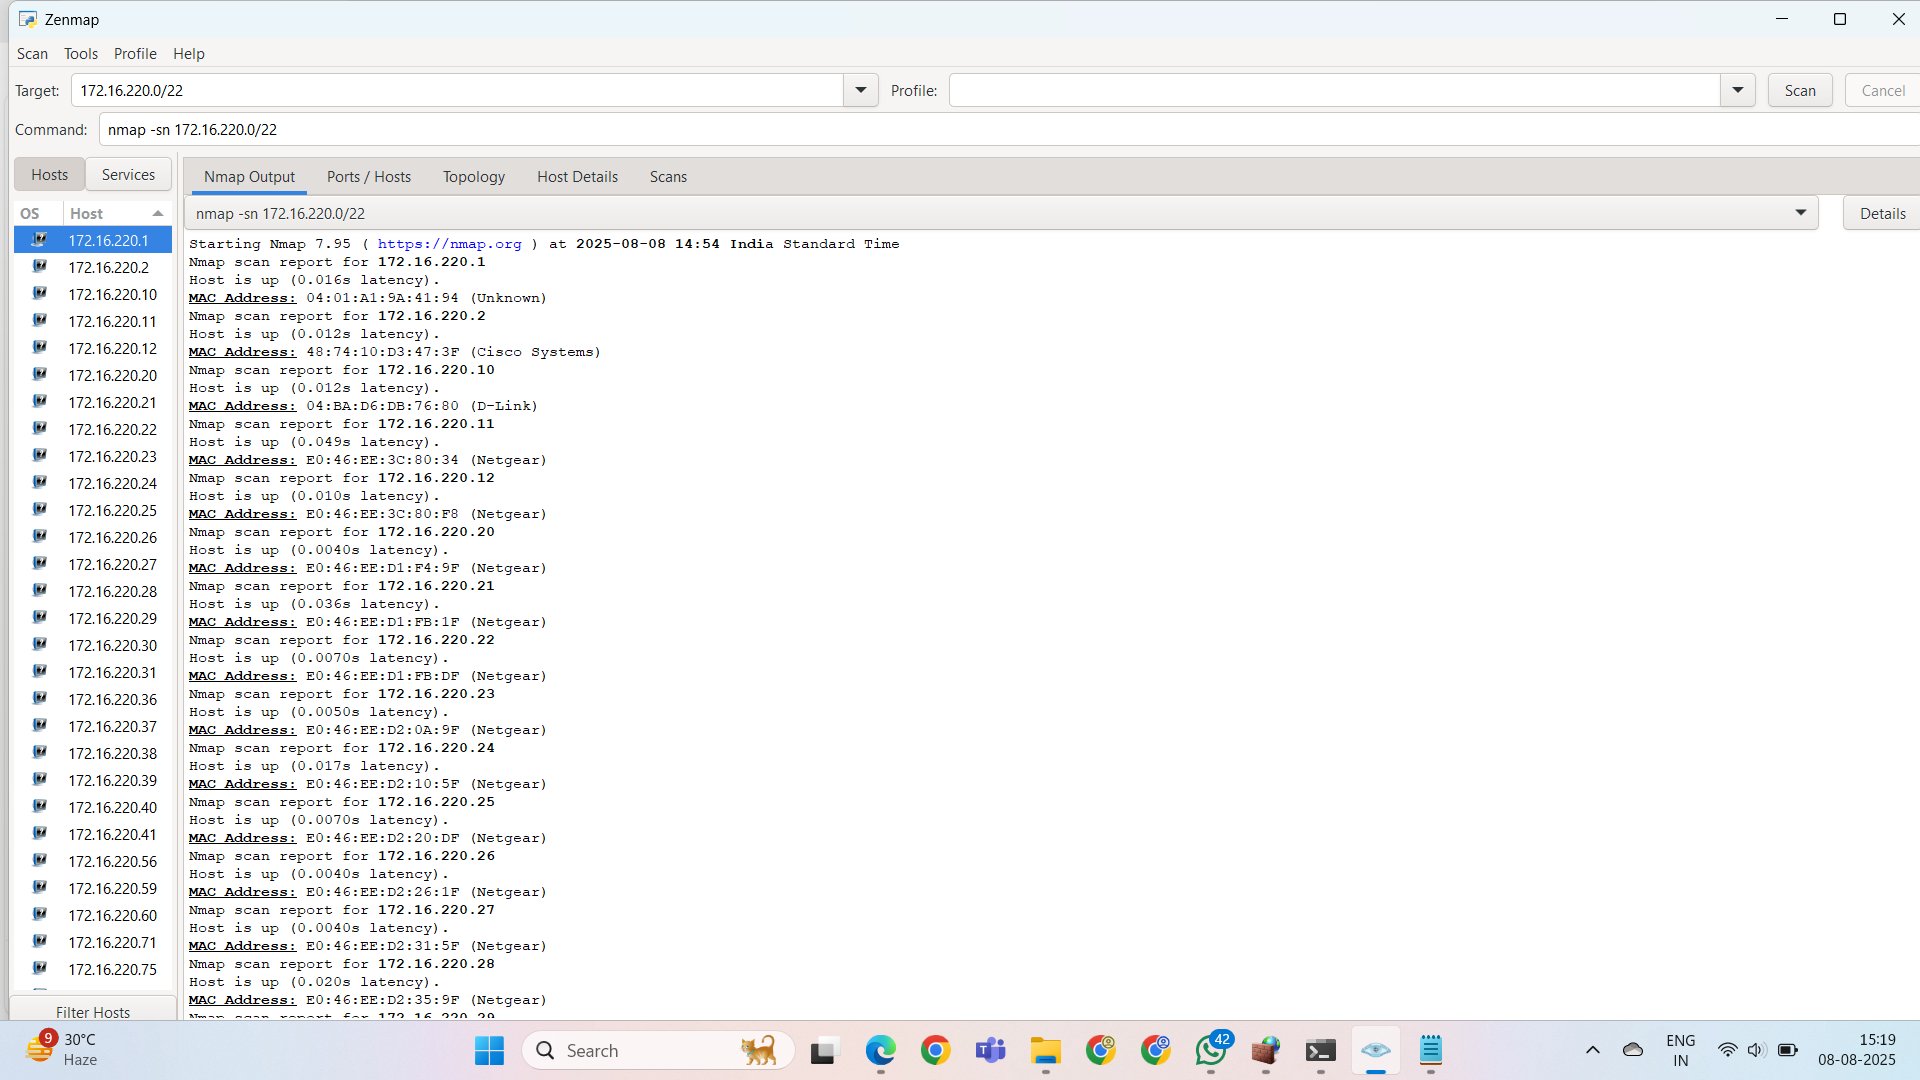 Zenmap
Scan Tools Profile Help
Target: 172.16.220.0/22 Profile: Scan Cancel
Command: nmap -sn 172.16.220.0/22
Hosts Services
Nmap Output Ports / Hosts Topology Host Details Scans
OS Host
nmap -sn 172.16.220.0/22 Details
172.16.220.1
172.16.220.2
172.16.220.10
172.16.220.11
172.16.220.12
172.16.220.20
172.16.220.21
172.16.220.22
172.16.220.23
172.16.220.24
172.16.220.25
172.16.220.26
172.16.220.27
172.16.220.28
172.16.220.29
172.16.220.30
172.16.220.31
172.16.220.36
172.16.220.37
172.16.220.38
172.16.220.39
172.16.220.40
172.16.220.41
172.16.220.56
172.16.220.59
172.16.220.60
172.16.220.71
172.16.220.75
Filter Hosts
Starting Nmap 7.95 ( https://nmap.org ) at 2025-08-08 14:54 India Standard Time
Nmap scan report for 172.16.220.1
Host is up (0.016s latency).
MAC Address: 04:01:A1:9A:41:94 (Unknown)
Nmap scan report for 172.16.220.2
Host is up (0.012s latency).
MAC Address: 48:74:10:D3:47:3F (Cisco Systems)
Nmap scan report for 172.16.220.10
Host is up (0.012s latency).
MAC Address: 04:BA:D6:DB:76:80 (D-Link)
Nmap scan report for 172.16.220.11
Host is up (0.049s latency).
MAC Address: E0:46:EE:3C:80:34 (Netgear)
Nmap scan report for 172.16.220.12
Host is up (0.010s latency).
MAC Address: E0:46:EE:3C:80:F8 (Netgear)
Nmap scan report for 172.16.220.20
Host is up (0.0040s latency).
MAC Address: E0:46:EE:D1:F4:9F (Netgear)
Nmap scan report for 172.16.220.21
Host is up (0.036s latency).
MAC Address: E0:46:EE:D1:FB:1F (Netgear)
Nmap scan report for 172.16.220.22
Host is up (0.0070s latency).
MAC Address: E0:46:EE:D1:FB:DF (Netgear)
Nmap scan report for 172.16.220.23
Host is up (0.0050s latency).
MAC Address: E0:46:EE:D2:0A:9F (Netgear)
Nmap scan report for 172.16.220.24
Host is up (0.017s latency).
MAC Address: E0:46:EE:D2:10:5F (Netgear)
Nmap scan report for 172.16.220.25
Host is up (0.0070s latency).
MAC Address: E0:46:EE:D2:20:DF (Netgear)
Nmap scan report for 172.16.220.26
Host is up (0.0040s latency).
MAC Address: E0:46:EE:D2:26:1F (Netgear)
Nmap scan report for 172.16.220.27
Host is up (0.0040s latency).
MAC Address: E0:46:EE:D2:31:5F (Netgear)
Nmap scan report for 172.16.220.28
Host is up (0.020s latency).
MAC Address: E0:46:EE:D2:35:9F (Netgear)
Nmap scan report for 172.16.220.29
9
30°C
Haze
Search
42
ENG
IN
15:19
08-08-2025